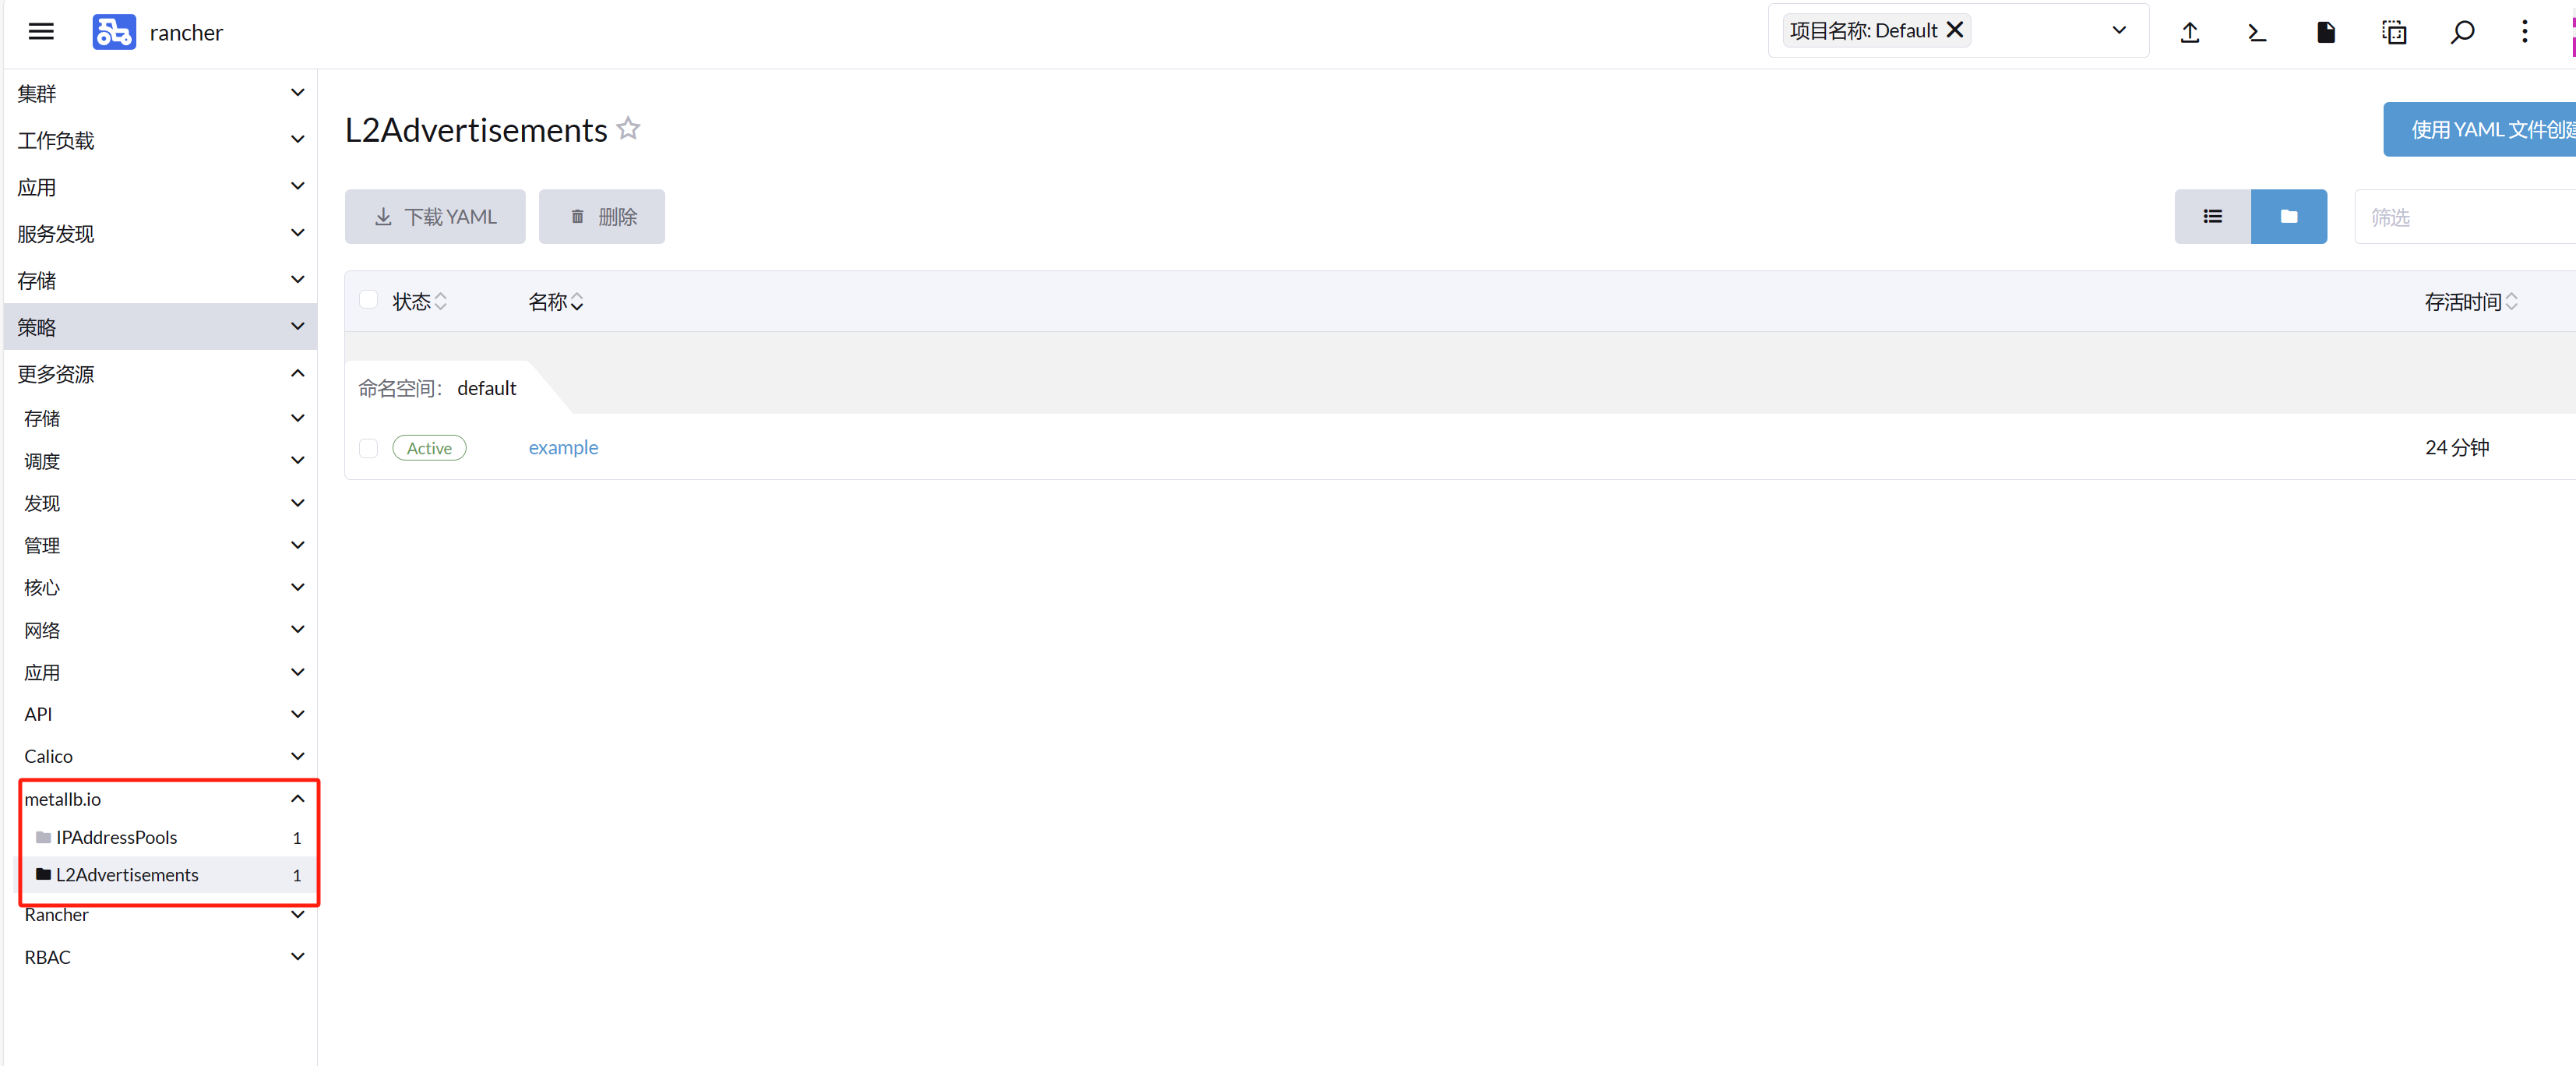 rancher
项目名称: Default
集群
工作负载
应用
服务发现
存储
策略
更多资源
存储
调度
发现
管理
核心
网络
应用
API
Calico
metallb.io
IPAddressPools 1
L2Advertisements 1
Rancher
RBAC
L2Advertisements
使用 YAML 文件创建
下载 YAML
删除
筛选
状态 名称 存活时间
命名空间: default
Active example 24 分钟